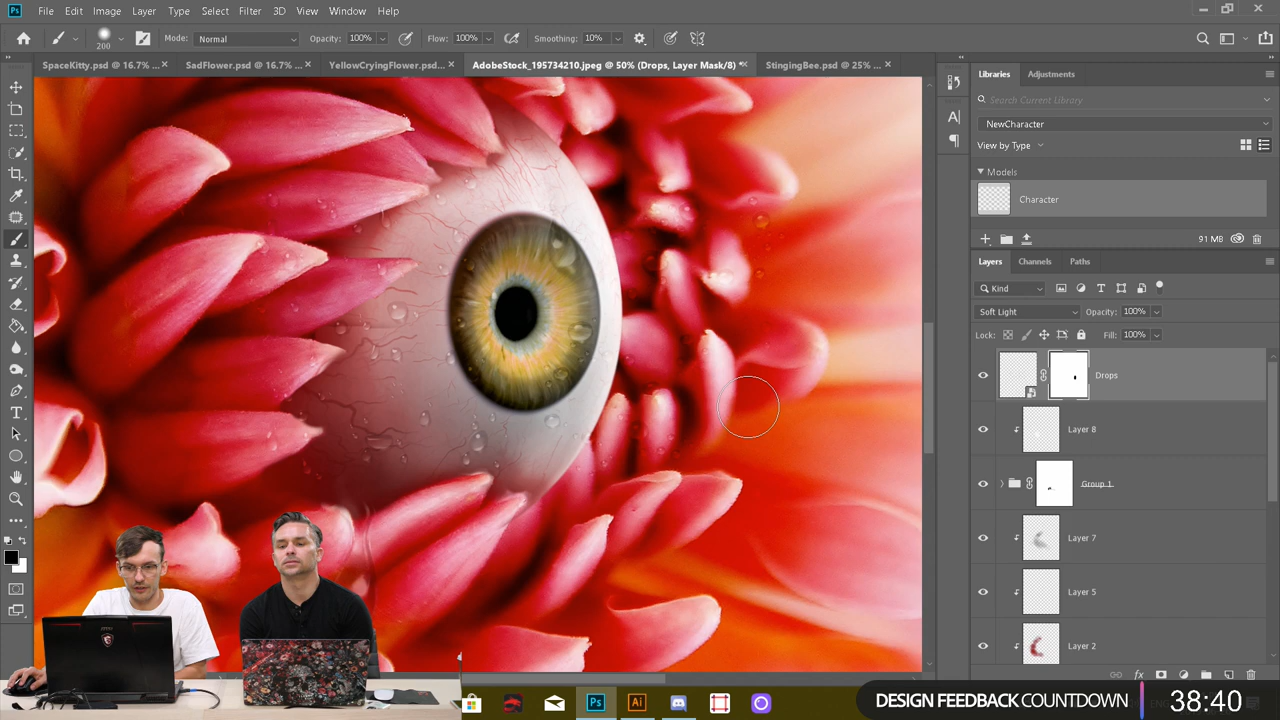 Ps File Edit Image Layer Type Select Filter 3D View Window Help
200 Mode: Normal Opacity: 100% Flow: 100% Smoothing: 10%
SpaceKitty.psd @ 16.7% ... × SadFlower.psd @ 16.7% ... × YellowCryingFlower.psd... × AdobeStock_195734210.jpeg @ 50% (Drops, Layer Mask/8) * × StingingBee.psd @ 25% ... ×
Libraries Adjustments
Search Current Library
NewCharacter
View by Type
Models
Character
91 MB
Layers Channels Paths
Kind
Soft Light Opacity: 100%
Lock: Fill: 100%
Drops
Layer 8
Group 1
Layer 7
Layer 5
Layer 2
fx
Ps Ai
DESIGN FEEDBACK COUNTDOWN 38:40